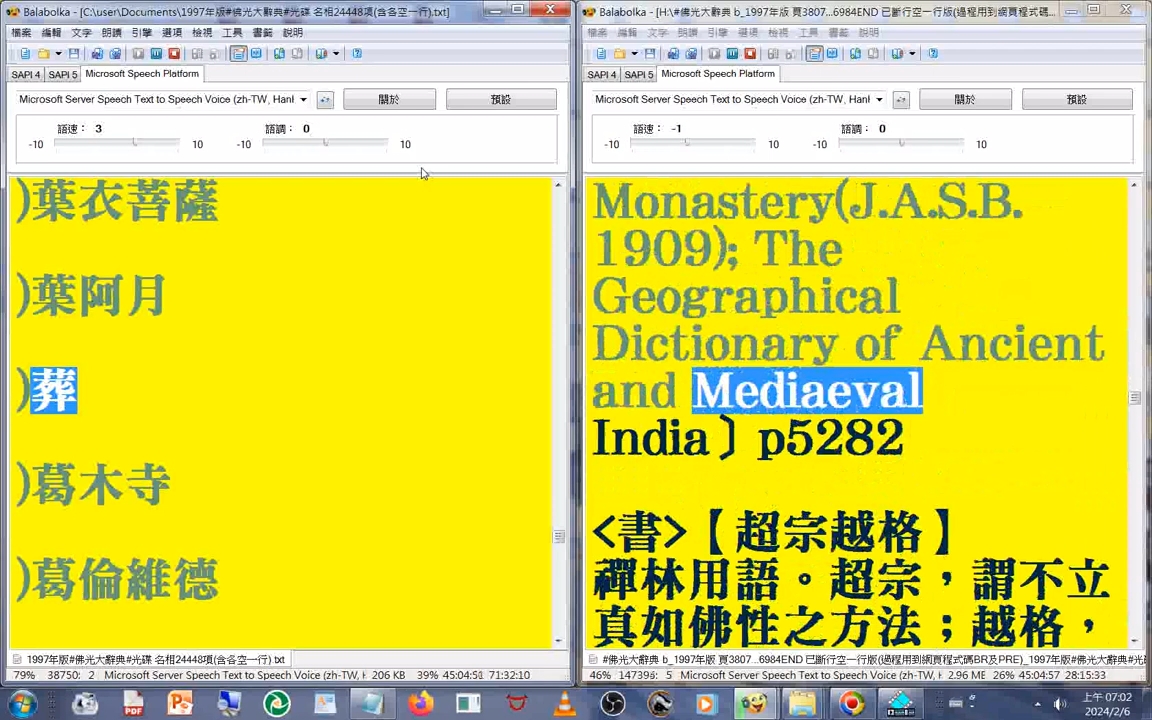 Balabolka - [C:\user\Documents\1997年版#佛光大辭典#光碟 名相24448項(含各空一行).txt]
檔案 編輯 文字 朗讀 引擎 選項 檢視 工具 書籤 說明
SAPI 4 SAPI 5 Microsoft Speech Platform
Microsoft Server Speech Text to Speech Voice (zh-TW, Hanl
關於 預設
語速： 3 語調： 0
-10 10 -10 10
)葉衣菩薩
)葉阿月
)葬
)葛木寺
)葛倫維德
1997年版#佛光大辭典#光碟 名相24448項(含各空一行).txt
79% 38750: 2 Microsoft Server Speech Text to Speech Voice (zh-TW, H 206 KB 39% 45:04:51 71:32:10
Balabolka - [H:\#佛光大辭典 b_1997年版 頁3807...6984END 已斷行空一行版(過程用到網頁程式碼...
檔案 編輯 文字 朗讀 引擎 選項 檢視 工具 書籤 說明
SAPI 4 SAPI 5 Microsoft Speech Platform
Microsoft Server Speech Text to Speech Voice (zh-TW, Hanl
關於 預設
語速： -1 語調： 0
-10 10 -10 10
Monastery(J.A.S.B.
1909); The
Geographical
Dictionary of Ancient
and Mediaeval
India〕p5282
<書>【超宗越格】
禪林用語。超宗，謂不立
真如佛性之方法；越格，
#佛光大辭典 b_1997年版 頁3807...6984END 已斷行空一行版(過程用到網頁程式碼BR及PRE)_1997年版#光
46% 147396: 5 Microsoft Server Speech Text to Speech Voice (zh-TW, H 2.96 ME 26% 45:04:57 28:15:33
上午 07:02
2024/2/6